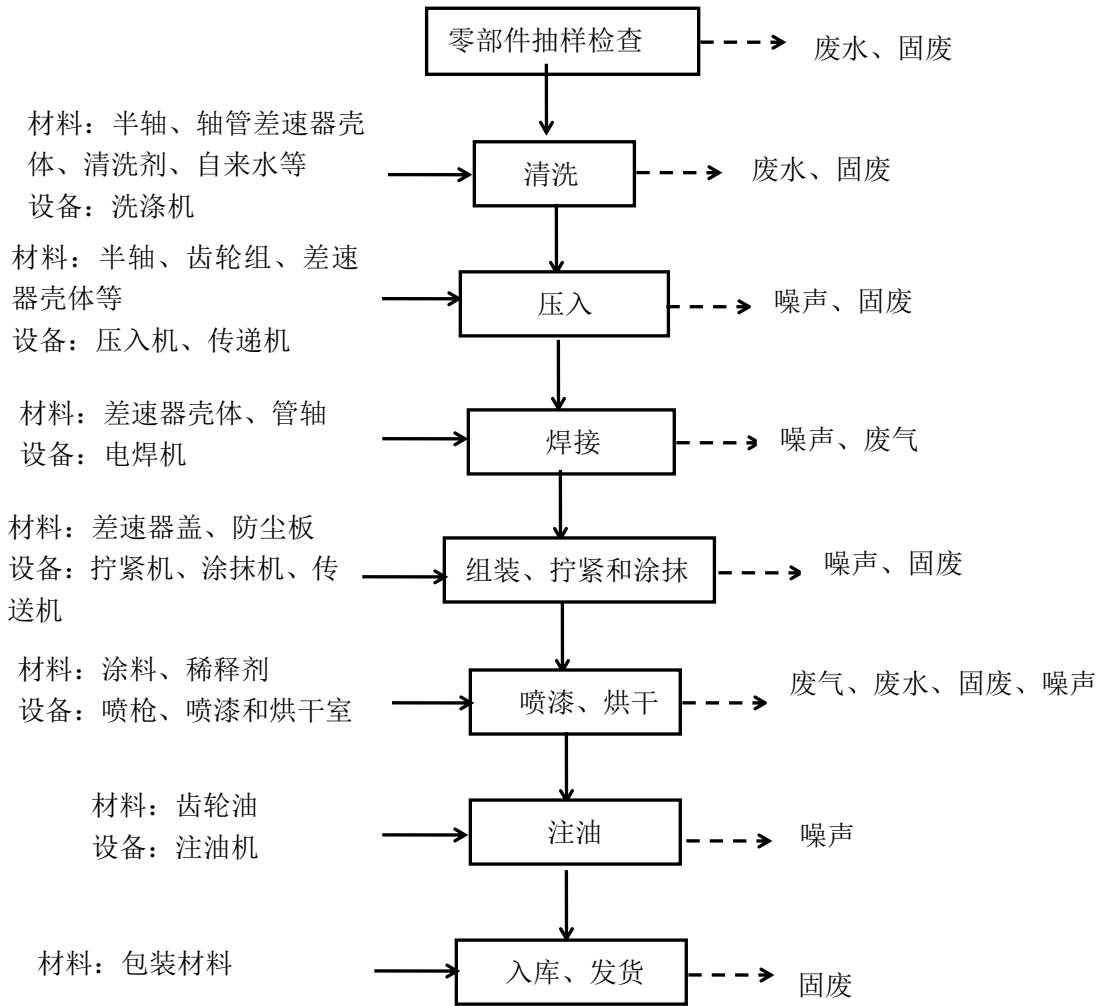 零部件抽样检查
废水、固废
材料：半轴、轴管差速器壳
体、清洗剂、自来水等
设备：洗涤机
清洗
废水、固废
材料：半轴、齿轮组、差速
器壳体等
设备：压入机、传递机
压入
噪声、固废
材料：差速器壳体、管轴
设备：电焊机
焊接
噪声、废气
材料：差速器盖、防尘板
设备：拧紧机、涂抹机、传
送机
组装、拧紧和涂抹
噪声、固废
材料：涂料、稀释剂
设备：喷枪、喷漆和烘干室
喷漆、烘干
废气、废水、固废、噪声
材料：齿轮油
设备：注油机
注油
噪声
材料：包装材料
入库、发货
固废